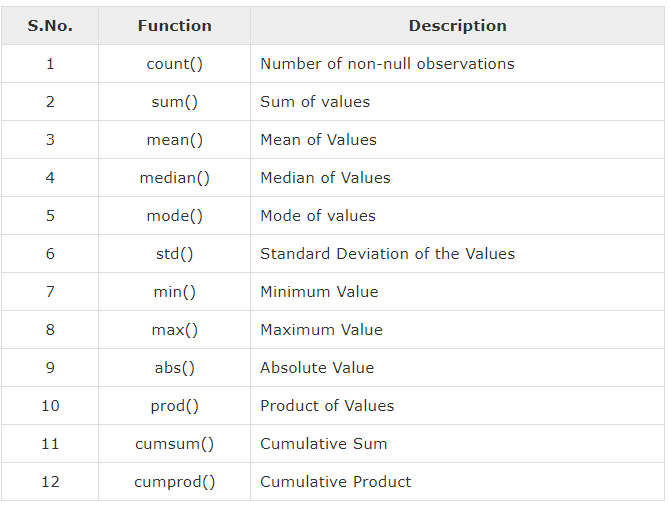 S.No. Function Description
1 count() Number of non-null observations
2 sum() Sum of values
3 mean() Mean of Values
4 median() Median of Values
5 mode() Mode of values
6 std() Standard Deviation of the Values
7 min() Minimum Value
8 max() Maximum Value
9 abs() Absolute Value
10 prod() Product of Values
11 cumsum() Cumulative Sum
12 cumprod() Cumulative Product